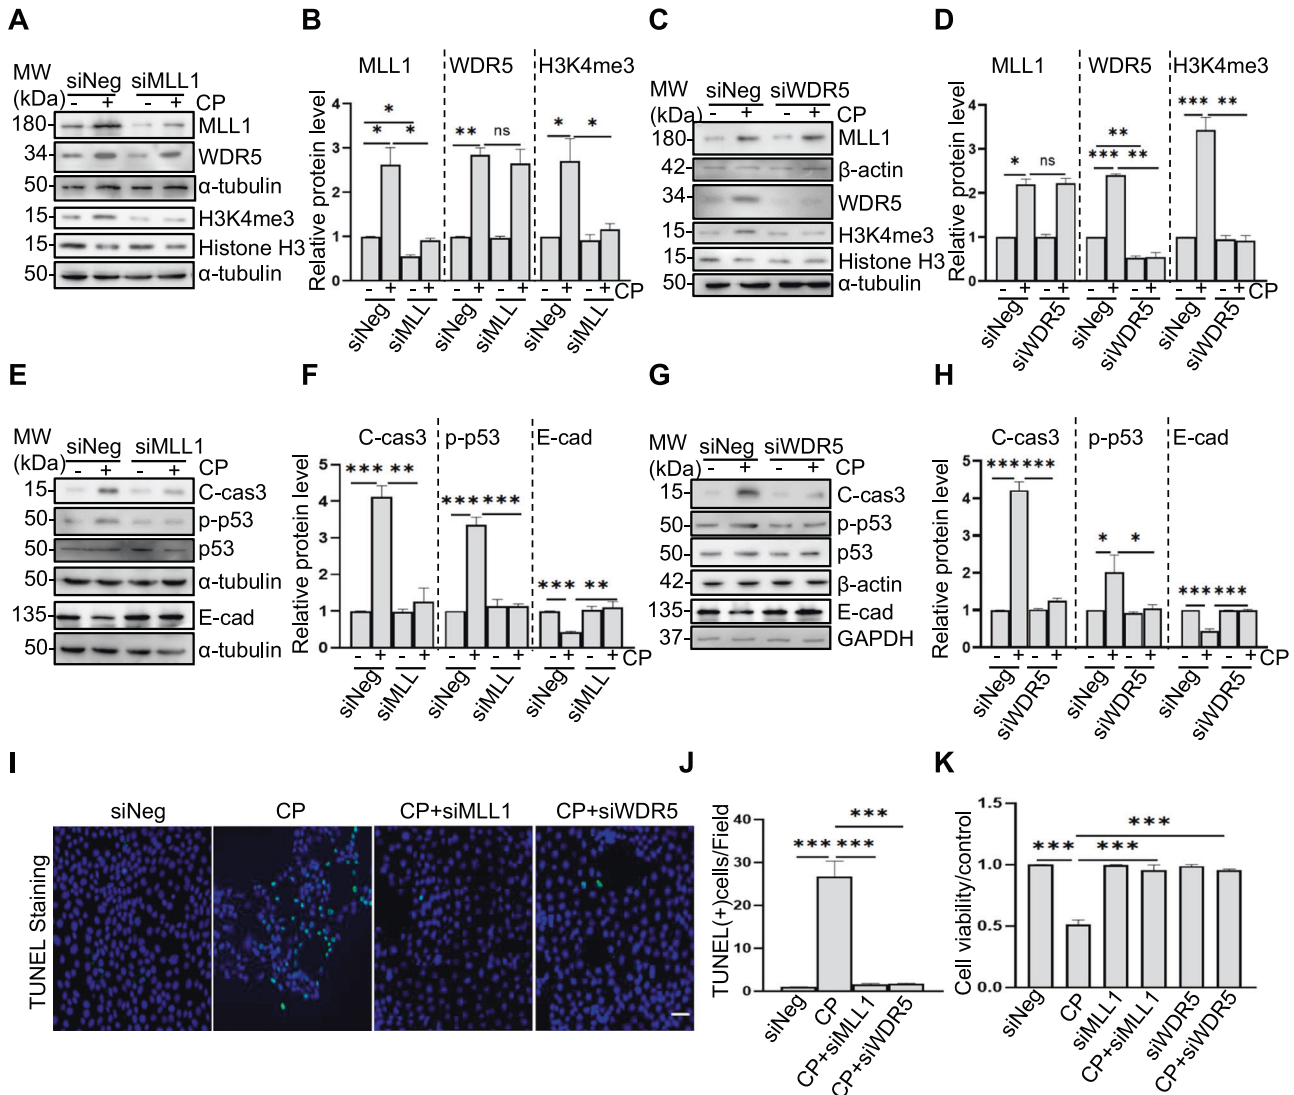 A
MW
(kDa)
siNeg siMLL1
- + - + CP
180 MLL1
34 WDR5
50 α-tubulin
15 H3K4me3
15 Histone H3
50 α-tubulin
B
MLL1 WDR5 H3K4me3
Relative protein level
4
3
2
1
0
* * * *
** ns
* *
- + - + - + - + - + - + CP
siNeg siMLL siNeg siMLL siNeg siMLL
C
MW
(kDa)
siNeg siWDR5
- + - + CP
180 MLL1
42 β-actin
34 WDR5
15 H3K4me3
15 Histone H3
50 α-tubulin
D
MLL1 WDR5 H3K4me3
Relative protein level
4
3
2
1
0
* ns
** *** **
*** **
- + - + - + - + - + - + CP
siNeg siWDR5 siNeg siWDR5 siNeg siWDR5
E
MW
(kDa)
siNeg siMLL1
- + - + CP
15 C-cas3
50 p-p53
50 p53
50 α-tubulin
135 E-cad
50 α-tubulin
F
C-cas3 p-p53 E-cad
Relative protein level
5
4
3
2
1
0
*** **
*** ***
*** **
- + - + - + - + - + - + CP
siNeg siMLL siNeg siMLL siNeg siMLL
G
MW
(kDa)
siNeg siWDR5
- + - + CP
15 C-cas3
50 p-p53
50 p53
42 β-actin
135 E-cad
37 GAPDH
H
C-cas3 p-p53 E-cad
Relative protein level
5
4
2
1
0
*** ***
* *
*** ***
- + - + - + - + - + - + CP
siNeg siWDR5 siNeg siWDR5 siNeg siWDR5
I
siNeg CP CP+siMLL1 CP+siWDR5
TUNEL Staining
J
TUNEL(+)cells/Field
40
30
20
10
0
***
*** ***
siNeg CP CP+siMLL1 CP+siWDR5
K
Cell viability/control
1.5
1.0
0.5
0.0
***
*** ***
siNeg CP siMLL1 CP+siMLL1 siWDR5 CP+siWDR5